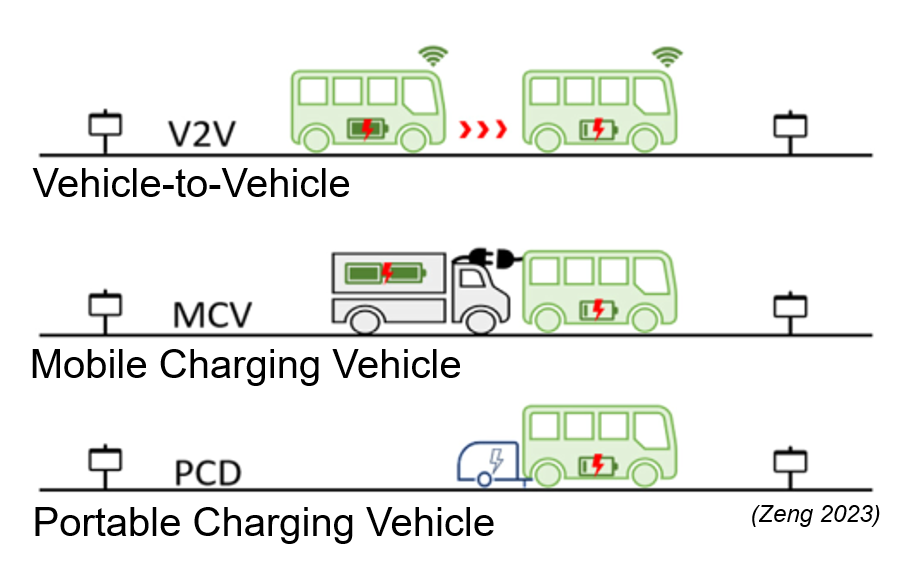 V2V
Vehicle-to-Vehicle
MCV
Mobile Charging Vehicle
PCD
Portable Charging Vehicle
(Zeng 2023)